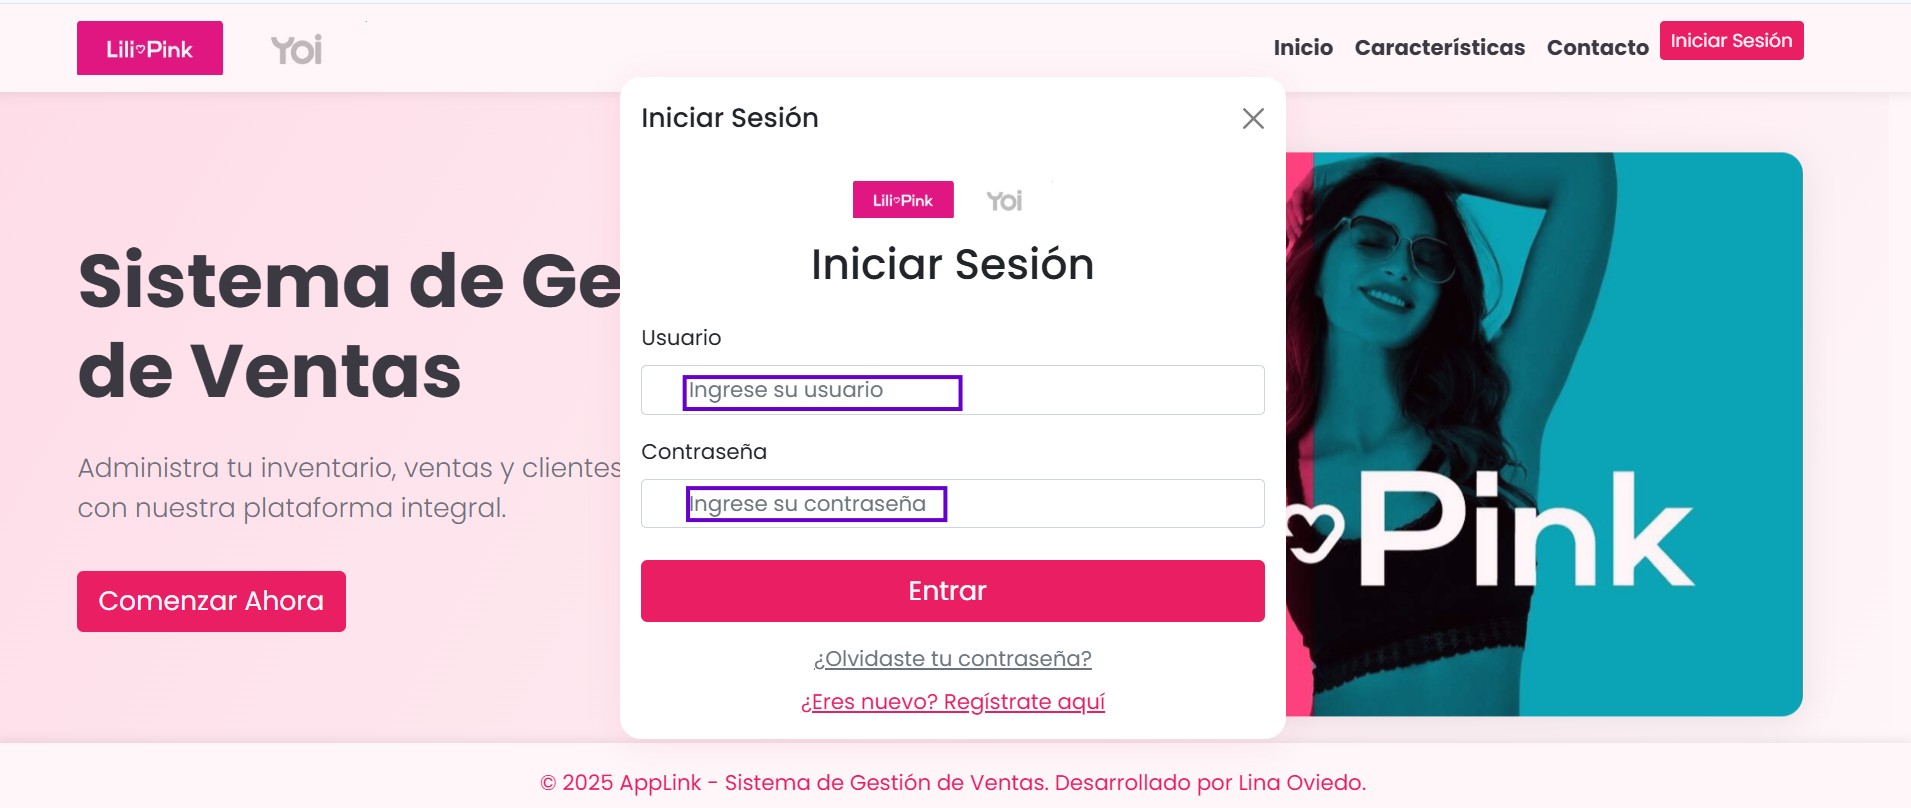 Lili♡Pink
Yoi
Inicio Características Contacto Iniciar Sesión
Iniciar Sesión
Lili♡Pink Yoi
Iniciar Sesión
Usuario
Ingrese su usuario
Contraseña
Ingrese su contraseña
Entrar
¿Olvidaste tu contraseña?
¿Eres nuevo? Regístrate aquí
Sistema de Ge
de Ventas
Administra tu inventario, ventas y clientes
con nuestra plataforma integral.
Comenzar Ahora
♡Pink
© 2025 AppLink - Sistema de Gestión de Ventas. Desarrollado por Lina Oviedo.